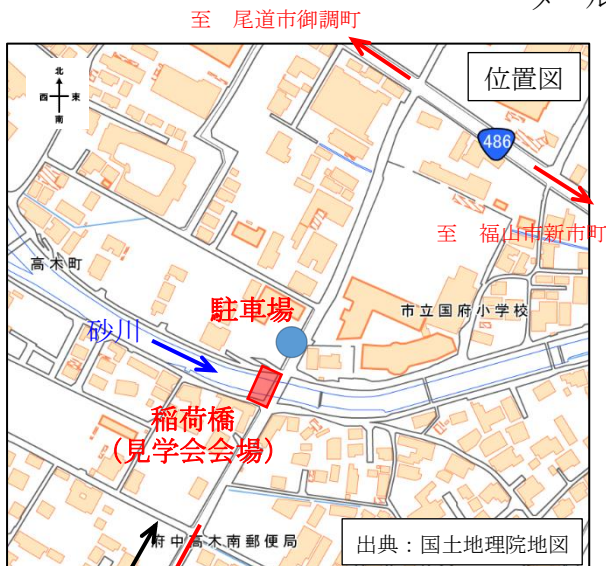 至 尾道市御調町
位置図
北
西 東
南
486
至 福山市新市町
高木町
駐車場
市立国府小学校
砂川
稲荷橋
(見学会会場)
府中高木南郵便局
出典：国土地理院地図